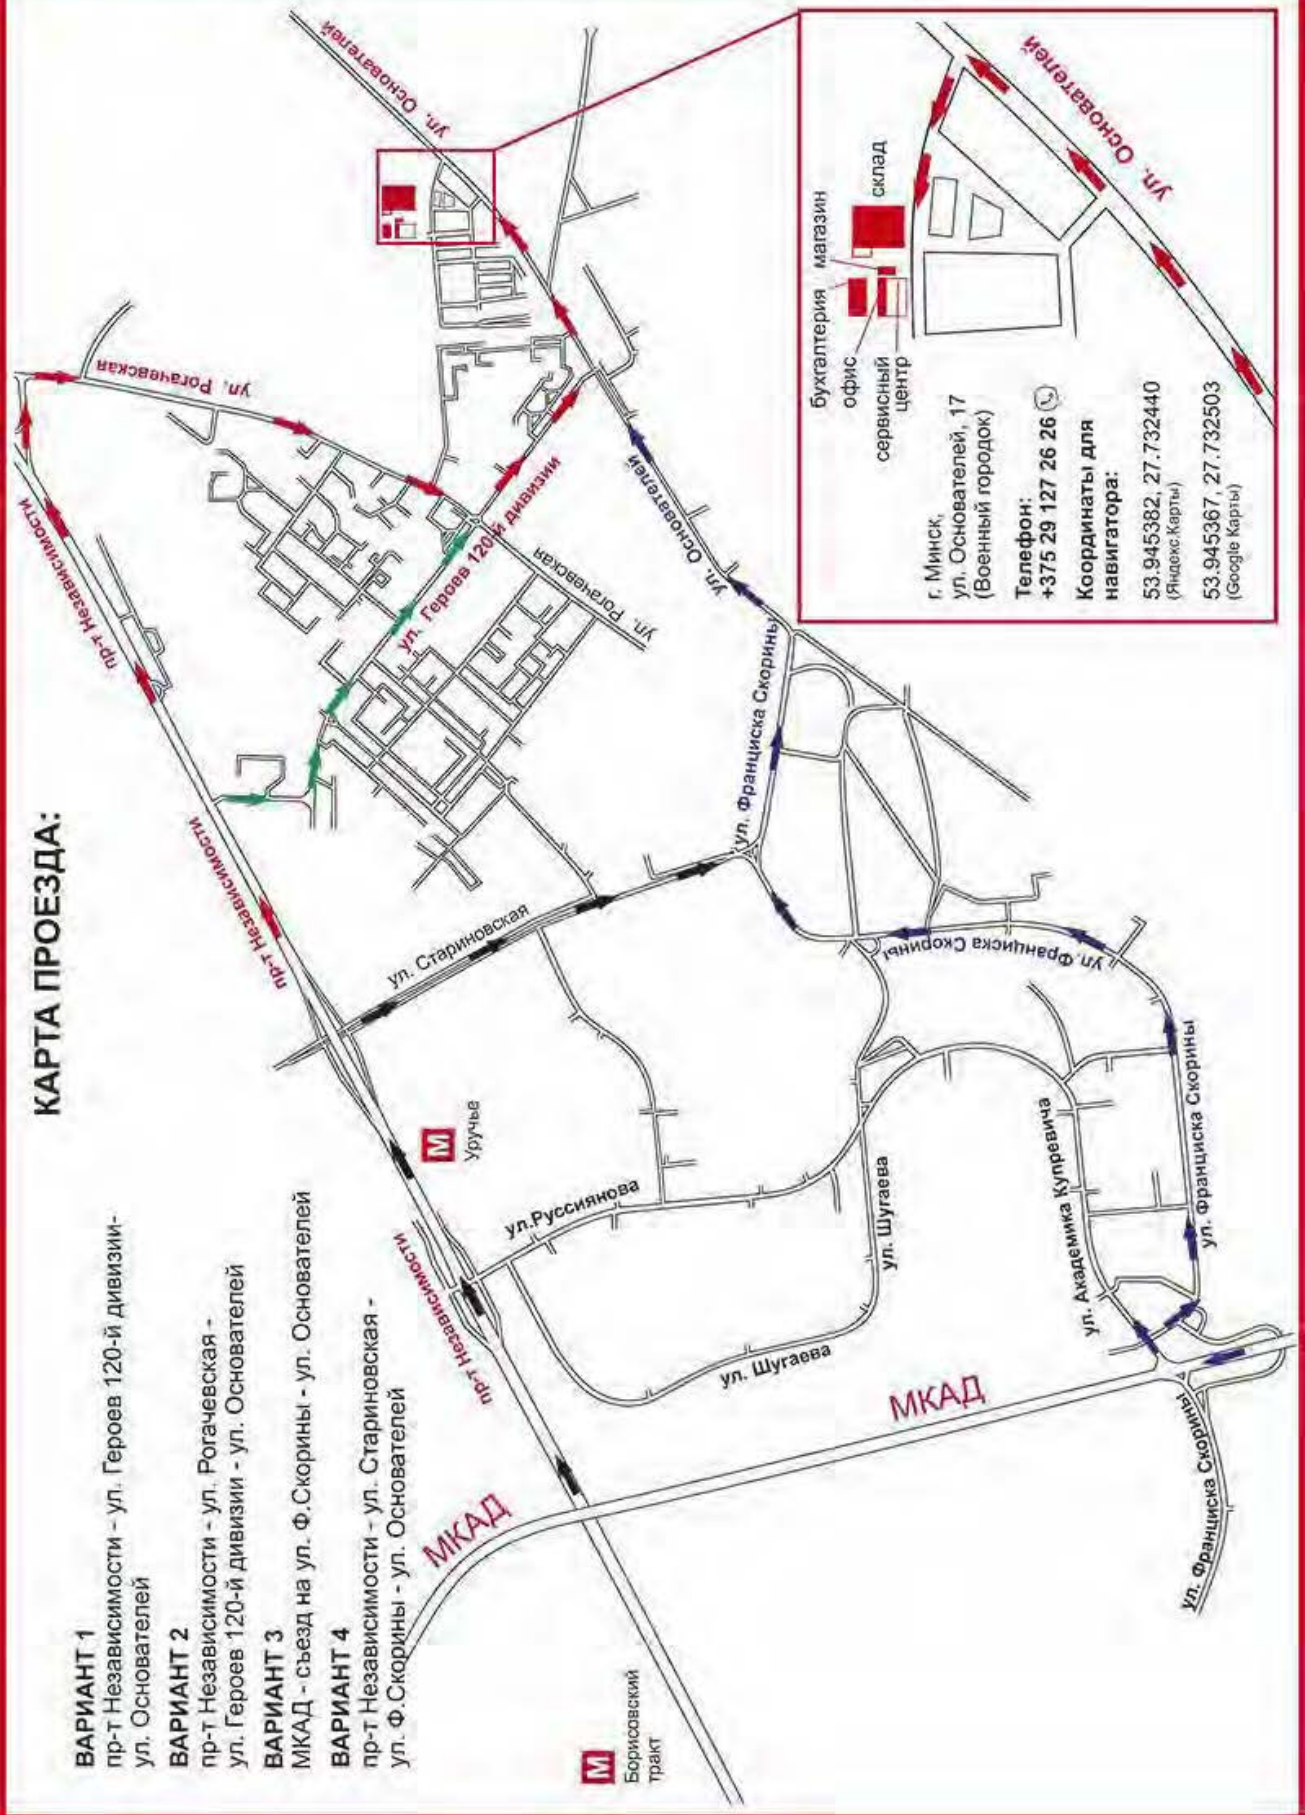 КАРТА ПРОЕЗДА:
ВАРИАНТ 1
пр-т Независимости - ул. Героев 120-й дивизии-
ул. Основателей
ВАРИАНТ 2
пр-т Независимости - ул. Рогачевская -
ул. Героев 120-й дивизии - ул. Основателей
ВАРИАНТ 3
МКАД - съезд на ул. Ф.Скорины - ул. Основателей
ВАРИАНТ 4
пр-т Независимости - ул. Стариновская -
ул. Ф.Скорины - ул. Основателей
М
Борисовский
тракт
МКАД
МКАД
пр-т Независимости
М
Уручье
пр-т Независимости
пр-т Независимости
пр-т Независимости
ул. Рогачевская
ул. Основателей
ул. Стариновская
ул.Руссиянова
ул. Шугаева
ул. Шугаева
ул. Героев 120-й дивизии
ул. Рогачевская
ул. Основателей
ул. Основателей
ул. Франциска Скорины
ул. Франциска Скорины
ул. Франциска Скорины
ул. Франциска Скорины
ул. Академика Купревича
бухгалтерия
магазин
офис
склад
сервисный
центр
ул. Основателей
ул. Основателей
г. Минск,
ул. Основателей, 17
(Военный городок)
Телефон:
+375 29 127 26 26
Координаты для
навигатора:
53.945382, 27.732440
(Яндекс.Карты)
53.945367, 27.732503
(Google Карты)